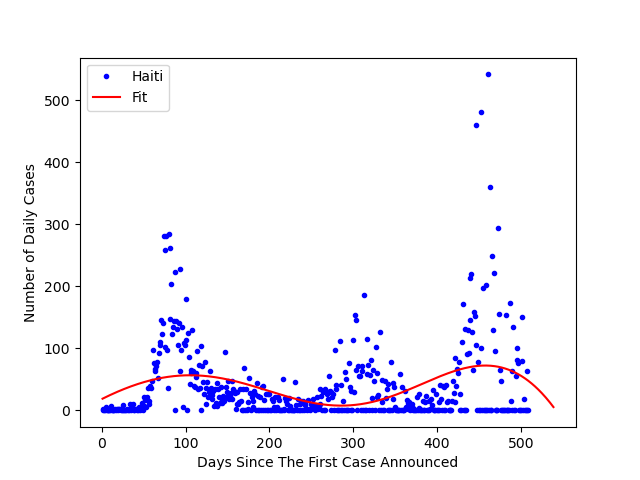 Haiti
Fit
Number of Daily Cases
500
400
300
200
100
0
0 100 200 300 400 500
Days Since The First Case Announced